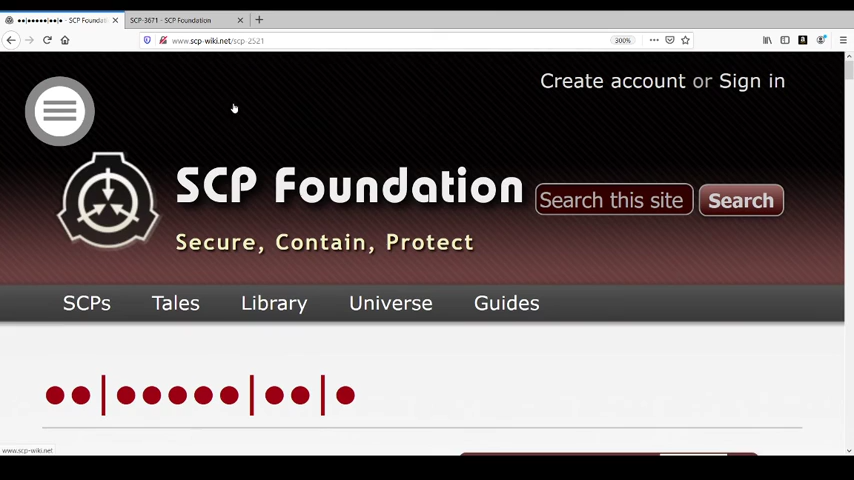 ●●|●●●●●|●●|● - SCP Foundati
SCP-3671 - SCP Foundation
www.scp-wiki.net/scp-2521
300%
Create account or Sign in
SCP Foundation
Search this site
Search
Secure, Contain, Protect
SCPs Tales Library Universe Guides
●●|●●●●●|●●|●
www.scp-wiki.net